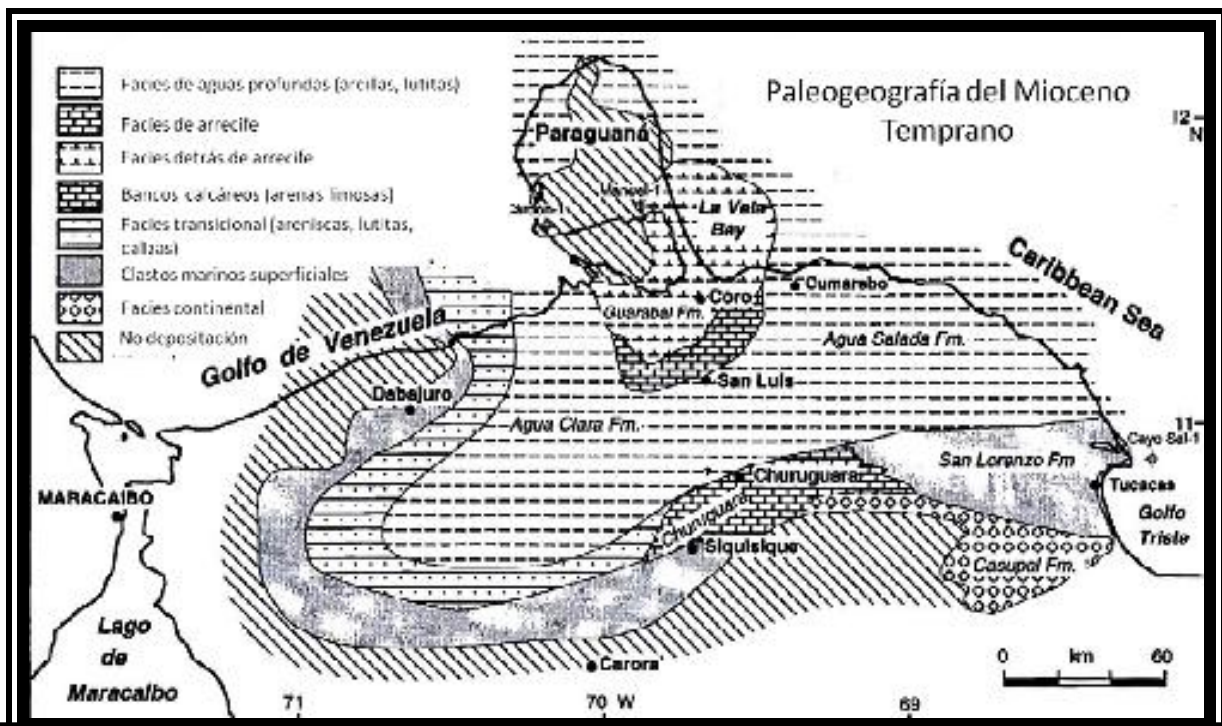 Facies de aguas profundas (arcillas, lutitas)
Facies de arrecife
Facies detrás de arrecife
Bancos calcáreos (arenas limosas)
Facies transicional (areniscas, lutitas,
calizas)
Clastos marinos superficiales
Facies continental
No depositación
Paleogeografía del Mioceno
Temprano
12
N
Paraguaná
La Vela
Bay
Caribbean Sea
Coro
Cumarebo
Guarabal Fm.
Golfo de Venezuela
Agua Salada Fm.
San Luis
Dabajuro
Agua Clara Fm.
11
Cayo Sal-1
San Lorenzo Fm
Churuguara
Tucacas
MARACAIBO
Golfo
Triste
Siquisique
Casupal Fm.
Lago
de
Maracaibo
Carora
0 km 60
71
70 W
69